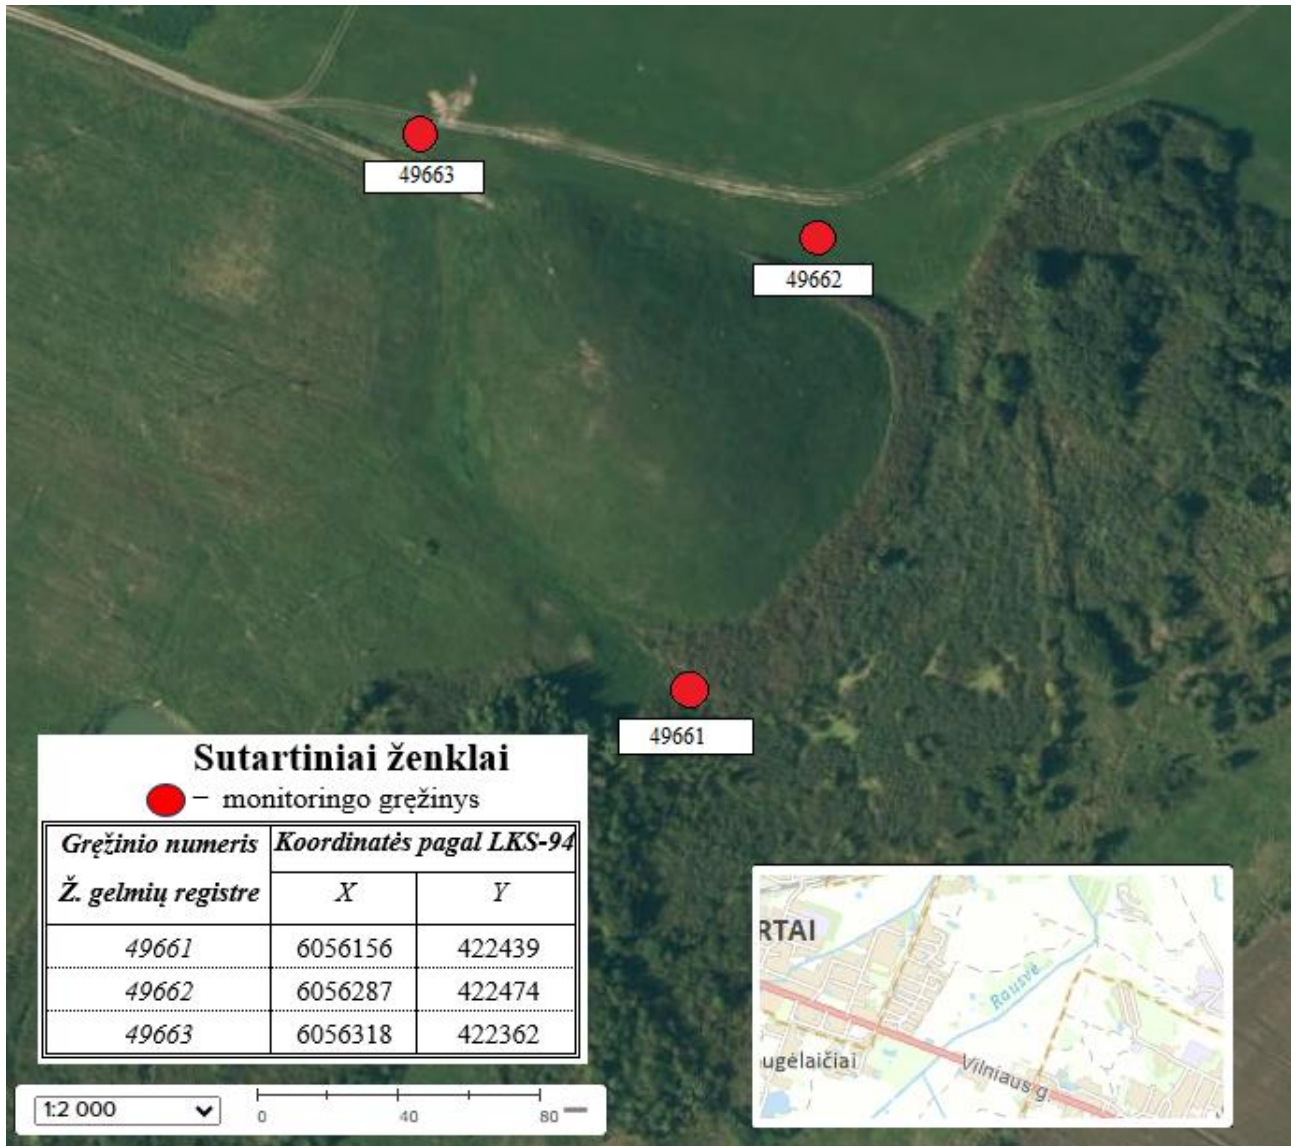 49663
49662
49661
Sutartiniai ženklai
– monitoringo gręžinys
Gręžinio numeris
Ž. gelmių registre
Koordinatės pagal LKS-94
X Y
49661 6056156 422439
49662 6056287 422474
49663 6056318 422362
1:2 000
0 40 80
RTAI
Rausvė
ugėlaičiai
Vilniaus g.